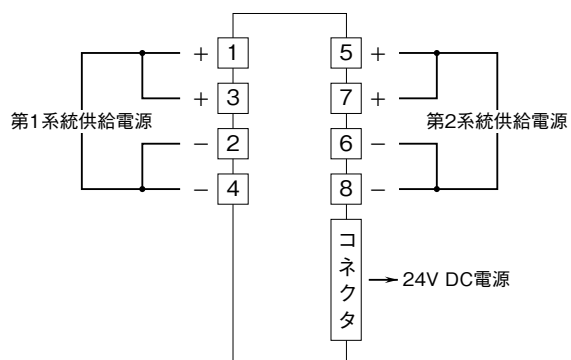 + 1 5 +
+ 3 7 +
第1系統供給電源 第2系統供給電源
− 2 6 −
− 4 8 −
コネクタ
24V DC電源